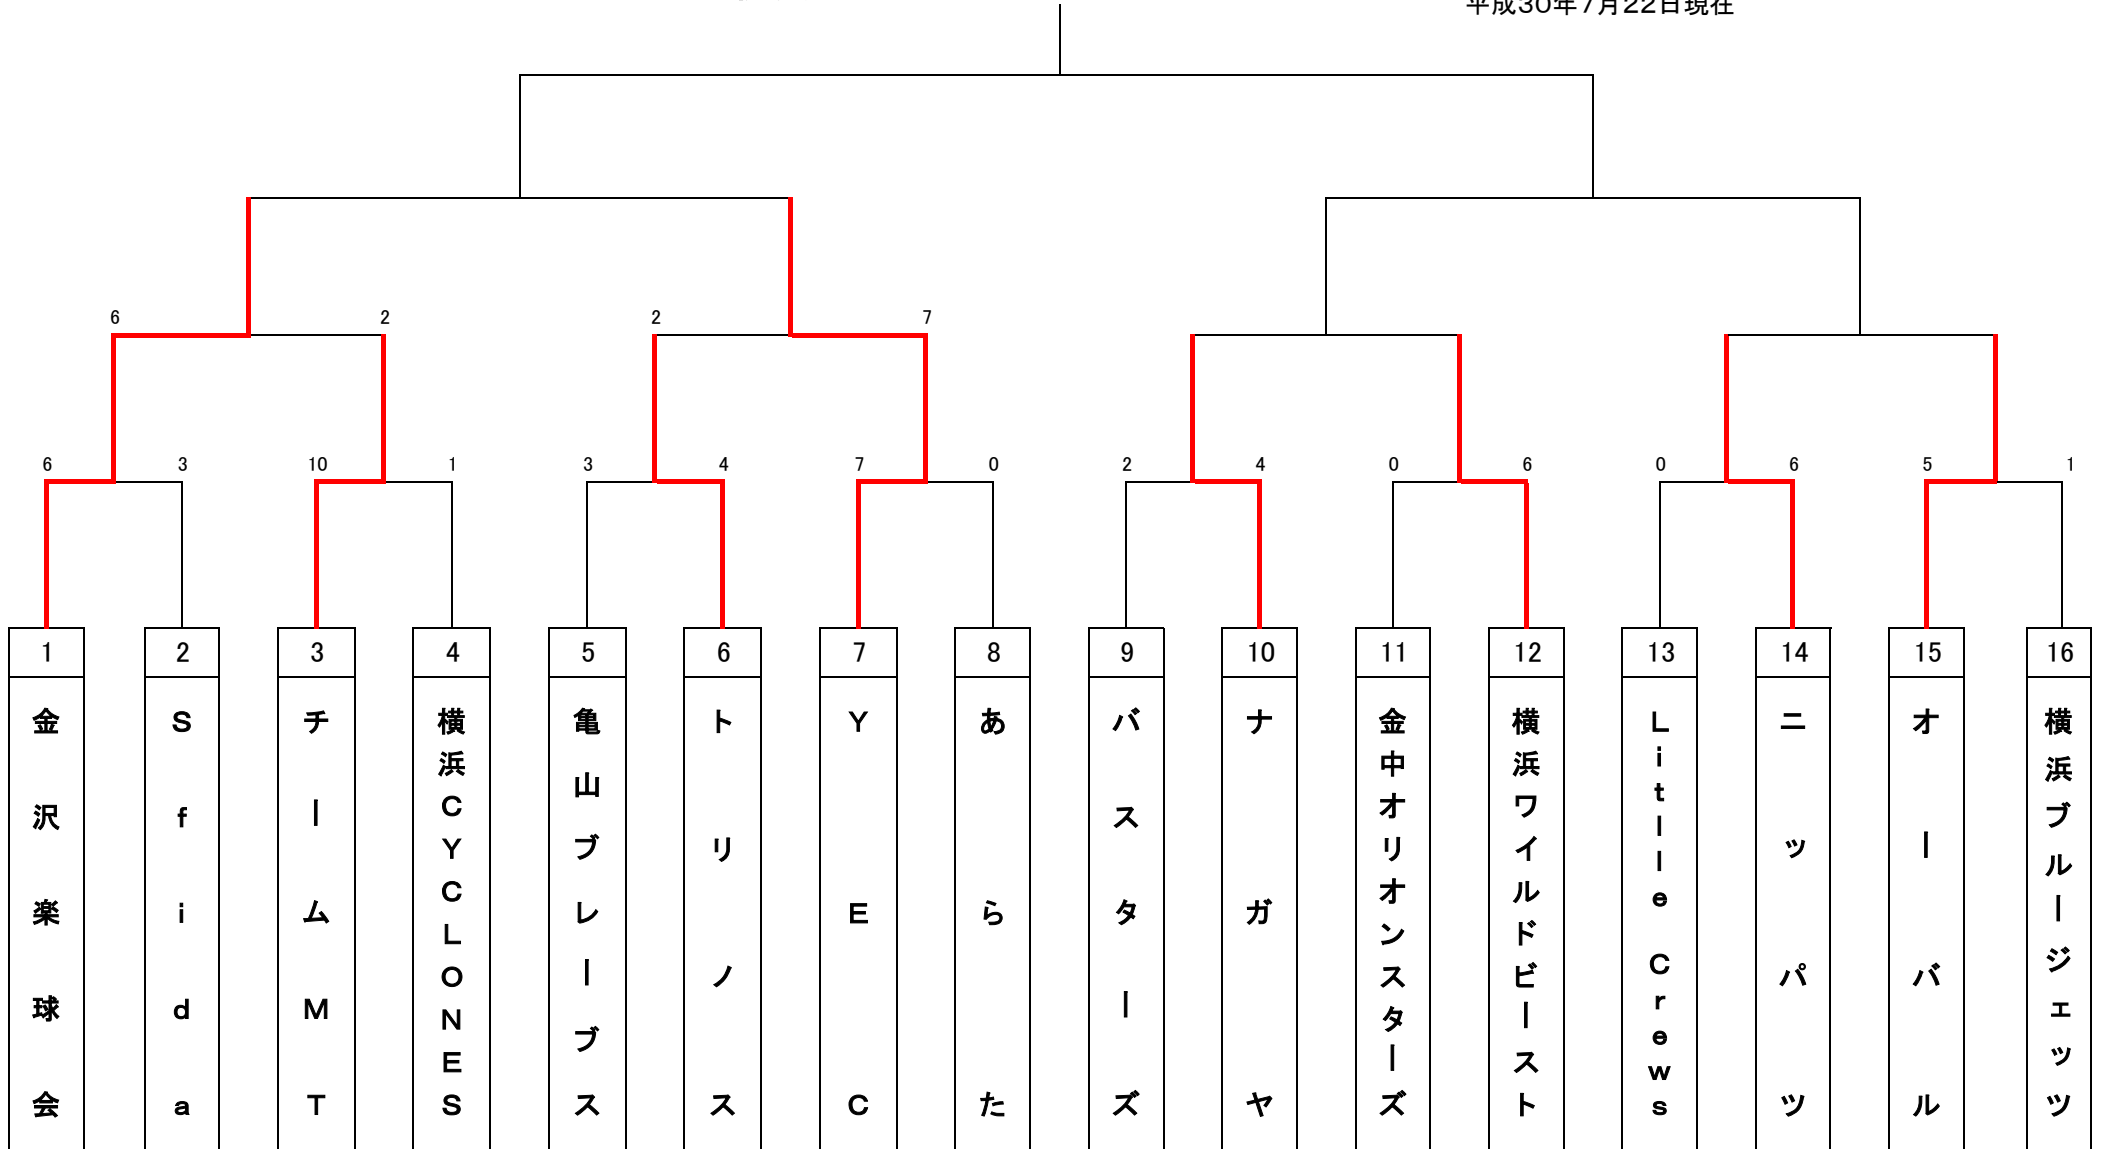 平成30年7月22日現在
6 2 2 7
6 3 10 1 3 4 7 0 2 4 0 6 0 6 5 1
1 2 3 4 5 6 7 8 9 10 11 12 13 14 15 16
金沢楽球会
Sfida
チームMT
横浜CYCLONES
亀山ブレーブス
トリノス
YEC
あらた
バスターズ
ナガヤ
金中オリオンスターズ
横浜ワイルドビースト
Litlle Crews
ニッパツ
オーバル
横浜ブルージェッツ